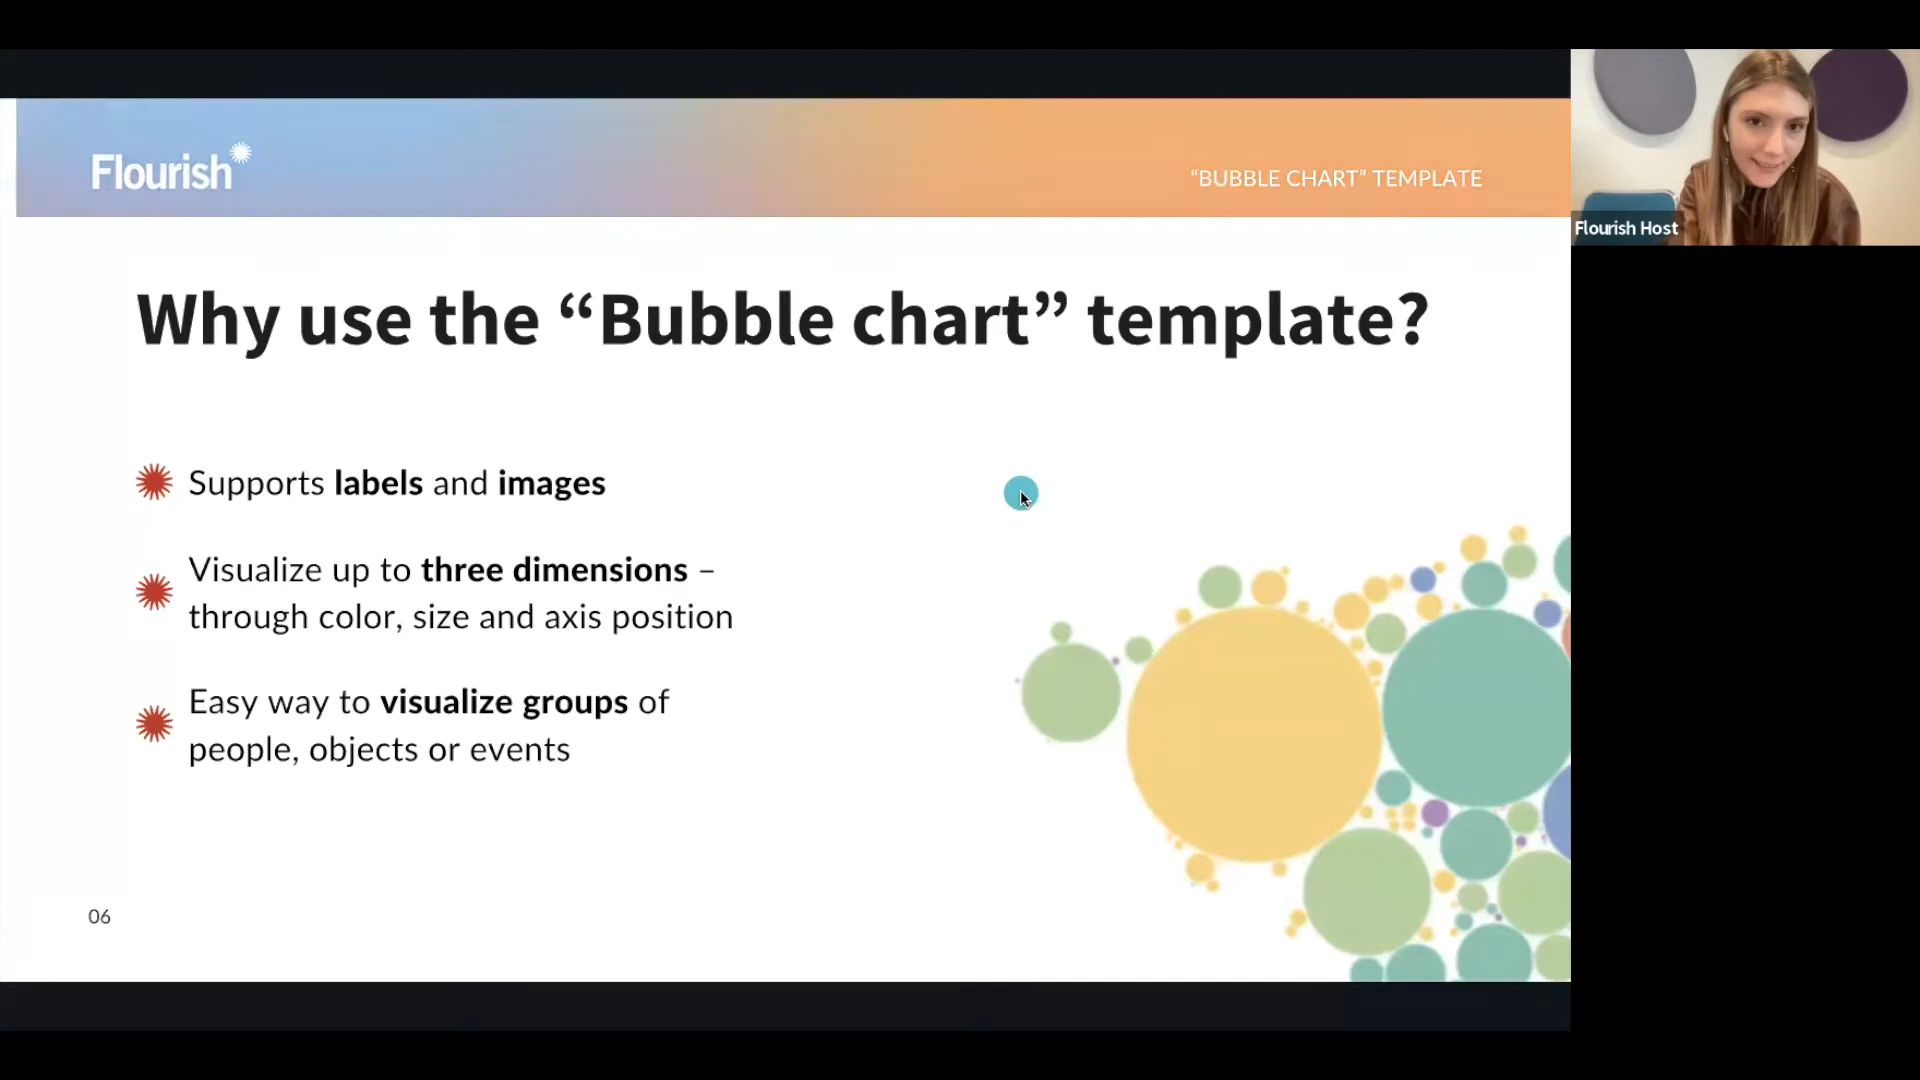 Flourish
“BUBBLE CHART” TEMPLATE
Flourish Host
Why use the “Bubble chart” template?
Supports labels and images
Visualize up to three dimensions –
through color, size and axis position
Easy way to visualize groups of
people, objects or events
06